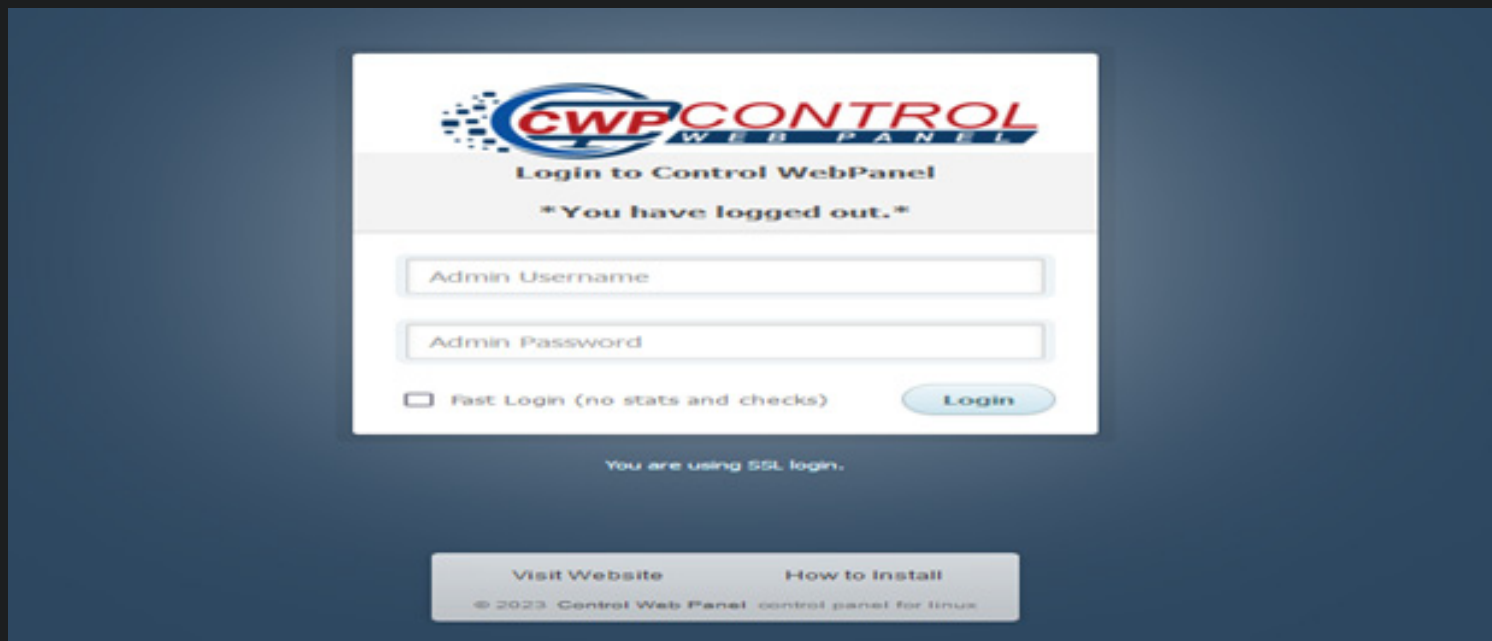 CWP CONTROL
WEB PANEL
Login to Control WebPanel
*You have logged out.*
Admin Username
Admin Password
Fast Login (no stats and checks) Login
You are using SSL login.
Visit Website How to Install
© 2023 Control Web Panel control panel for linux